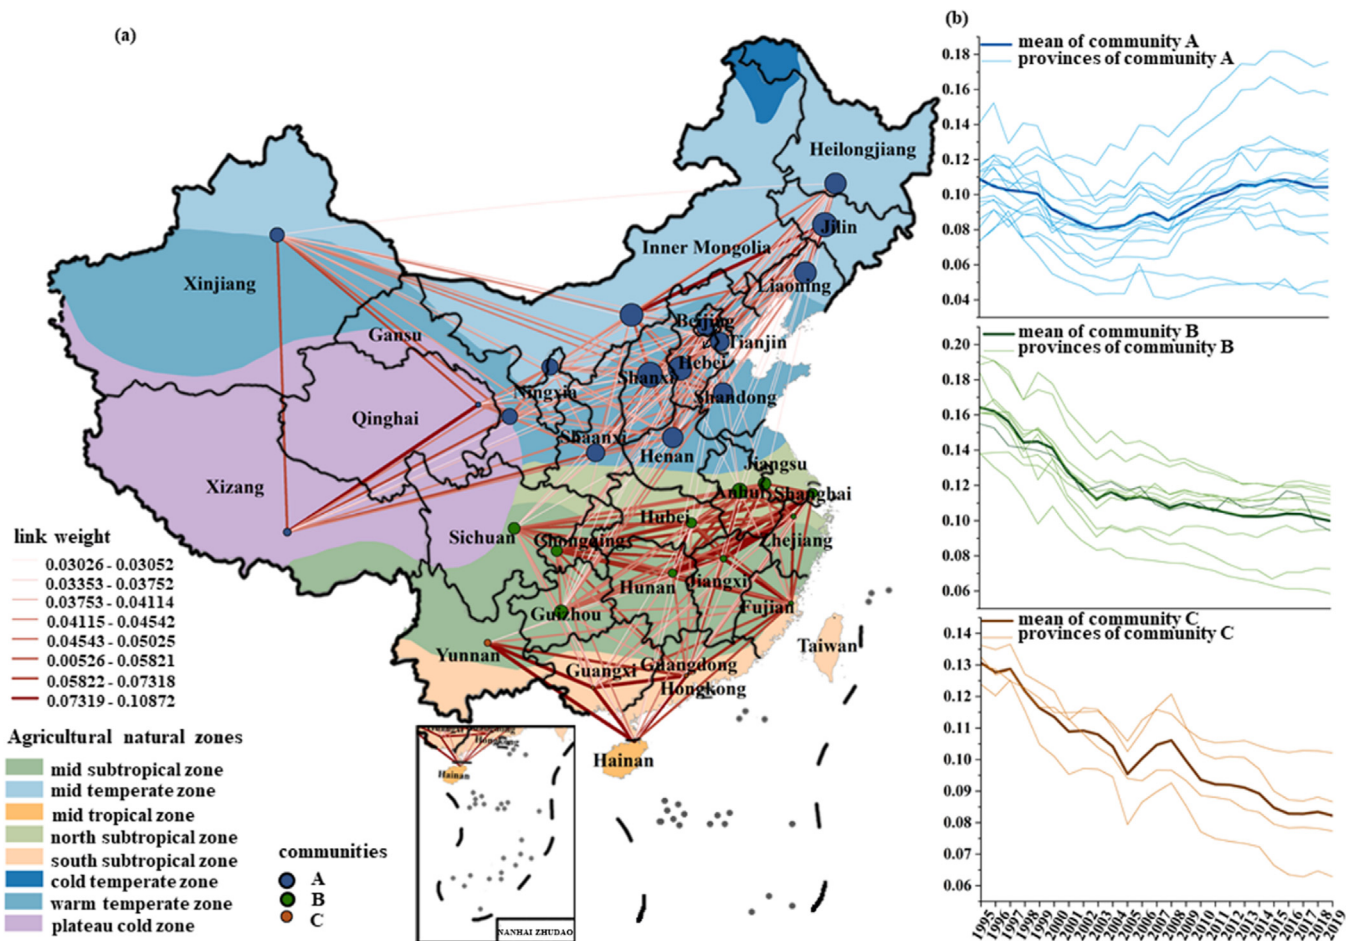 (a)
Heilongjiang
Jilin
Inner Mongolia
Liaoning
Xinjiang
Beijing
Tianjin
Gansu
Hebei
Shanxi
Ningxia
Shandong
Qinghai
Shaanxi
Henan
Jiangsu
Xizang
Anhui
Shanghai
Hubei
Sichuan
Chongqing
Zhejiang
Hunan
Jiangxi
Guizhou
Fujian
Taiwan
Yunnan
Guangxi
Guangdong
Hongkong
Hainan
link weight
0.03026 - 0.03052
0.03353 - 0.03752
0.03753 - 0.04114
0.04115 - 0.04542
0.04543 - 0.05025
0.00526 - 0.05821
0.05822 - 0.07318
0.07319 - 0.10872
Agricultural natural zones
mid subtropical zone
mid temperate zone
mid tropical zone
north subtropical zone
south subtropical zone
cold temperate zone
warm temperate zone
plateau cold zone
communities
A
B
C
Hainan
NANHAI ZHUDAO
(b)
mean of community A
provinces of community A
0.18
0.16
0.14
0.12
0.10
0.08
0.06
0.04
mean of community B
provinces of community B
0.20
0.18
0.16
0.14
0.12
0.10
0.08
0.06
mean of community C
provinces of community C
0.14
0.13
0.12
0.11
0.10
0.09
0.08
0.07
0.06
1995
1996
1997
1998
1999
2000
2001
2002
2003
2004
2005
2006
2007
2008
2009
2010
2011
2012
2013
2014
2015
2016
2017
2018
2019